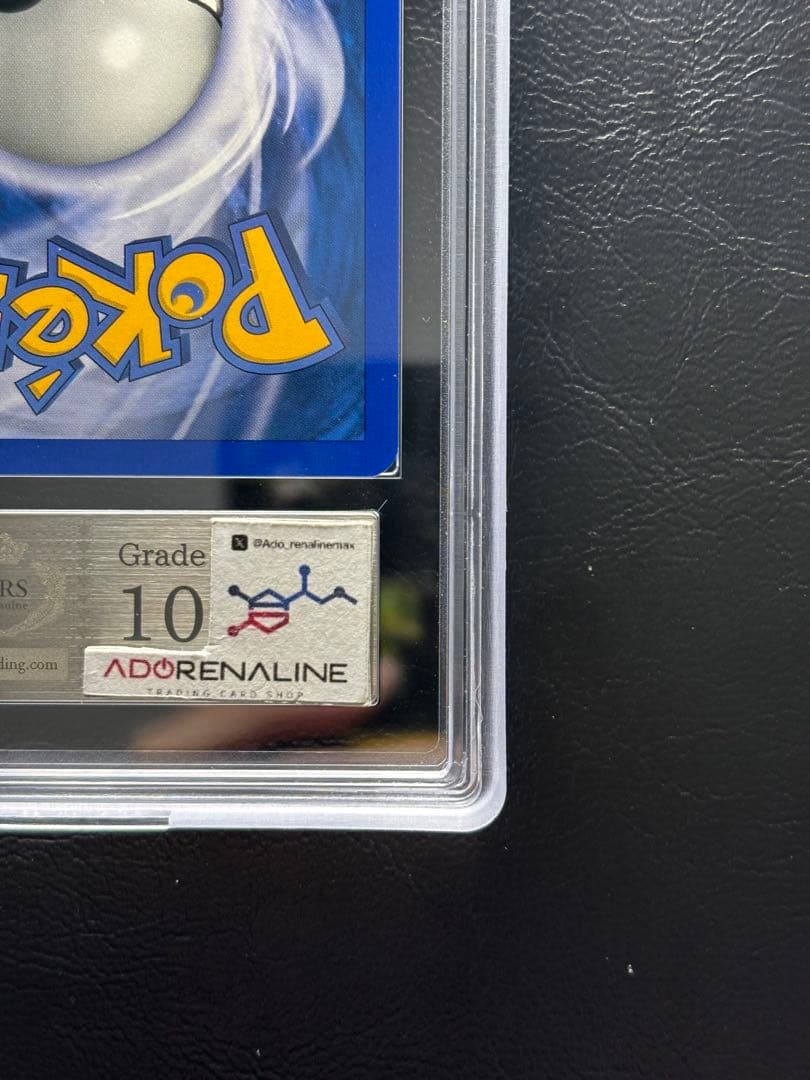 Poké
Grade
10
RS
ding.com
@Ado_renalinemax
ADORENALINE
TRADING CARD SHOP